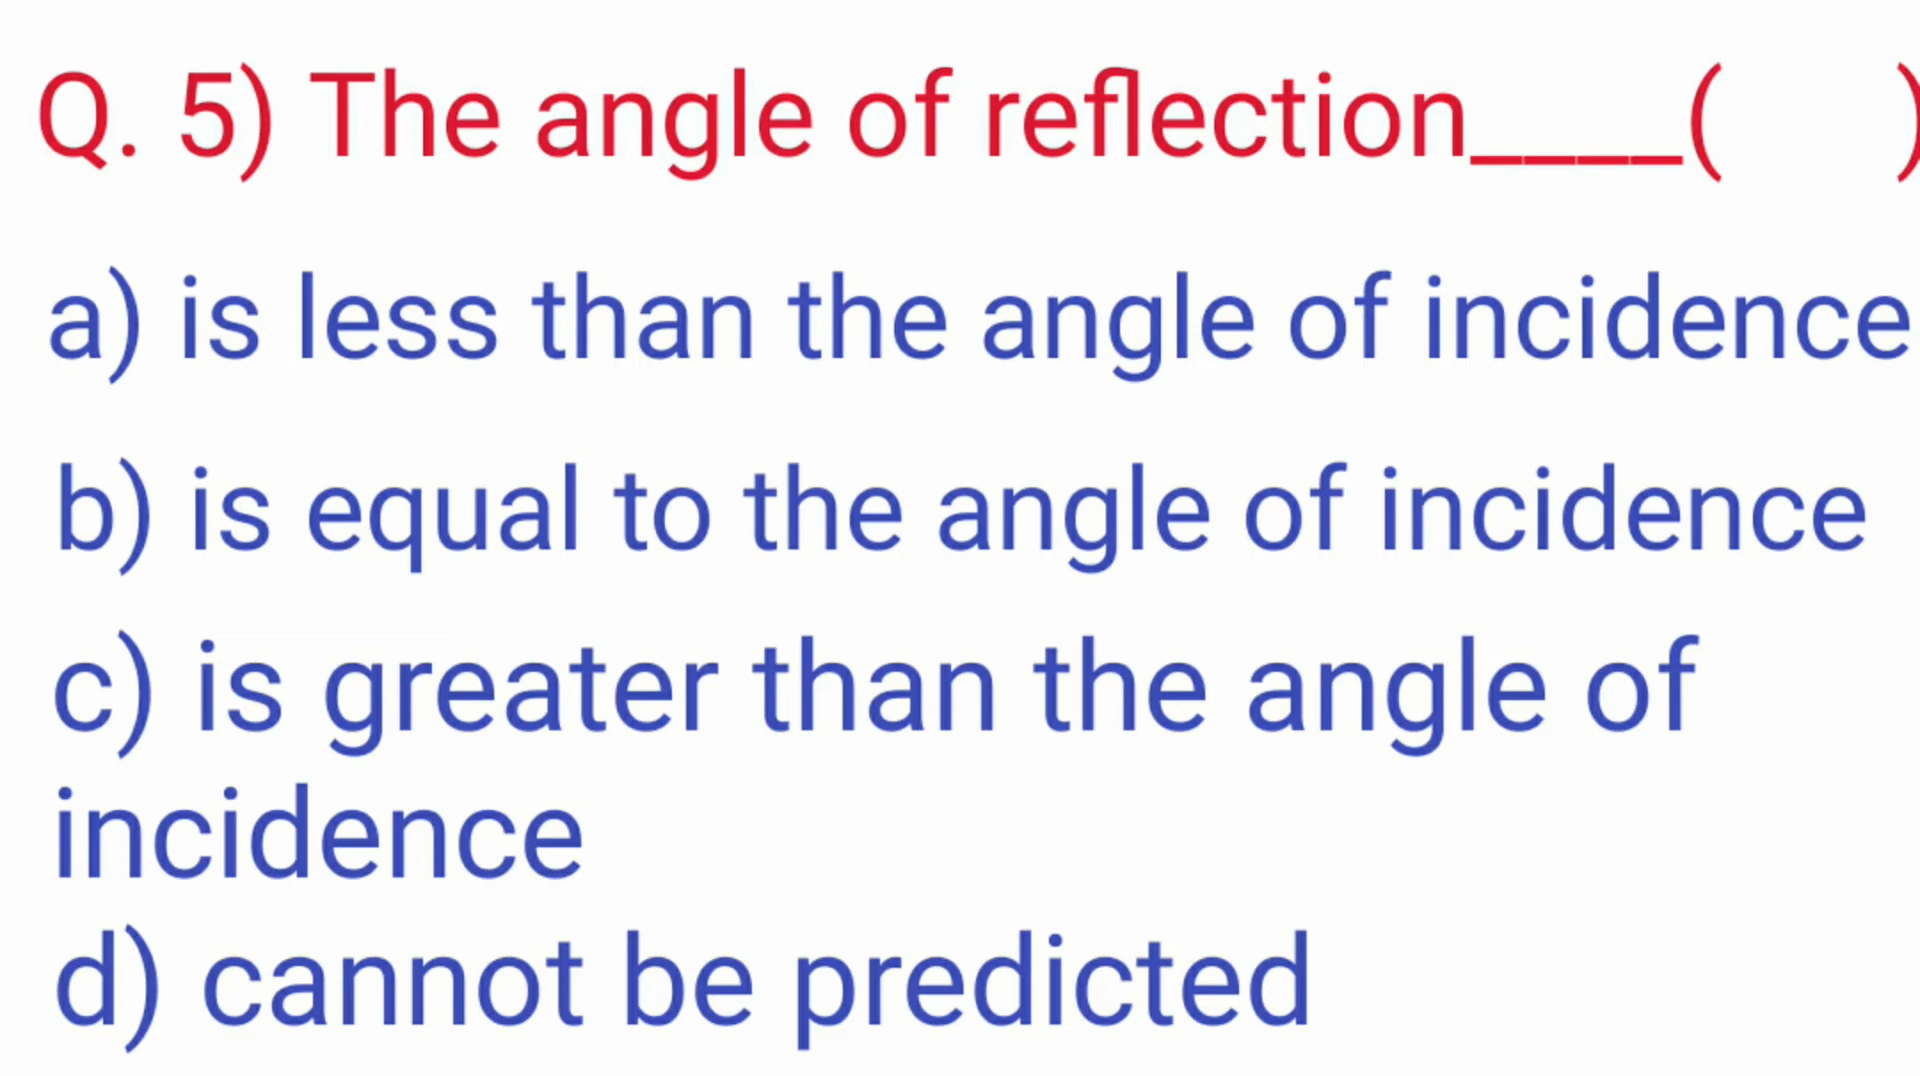 Q. 5) The angle of reflection____( )
a) is less than the angle of incidence
b) is equal to the angle of incidence
c) is greater than the angle of
incidence
d) cannot be predicted